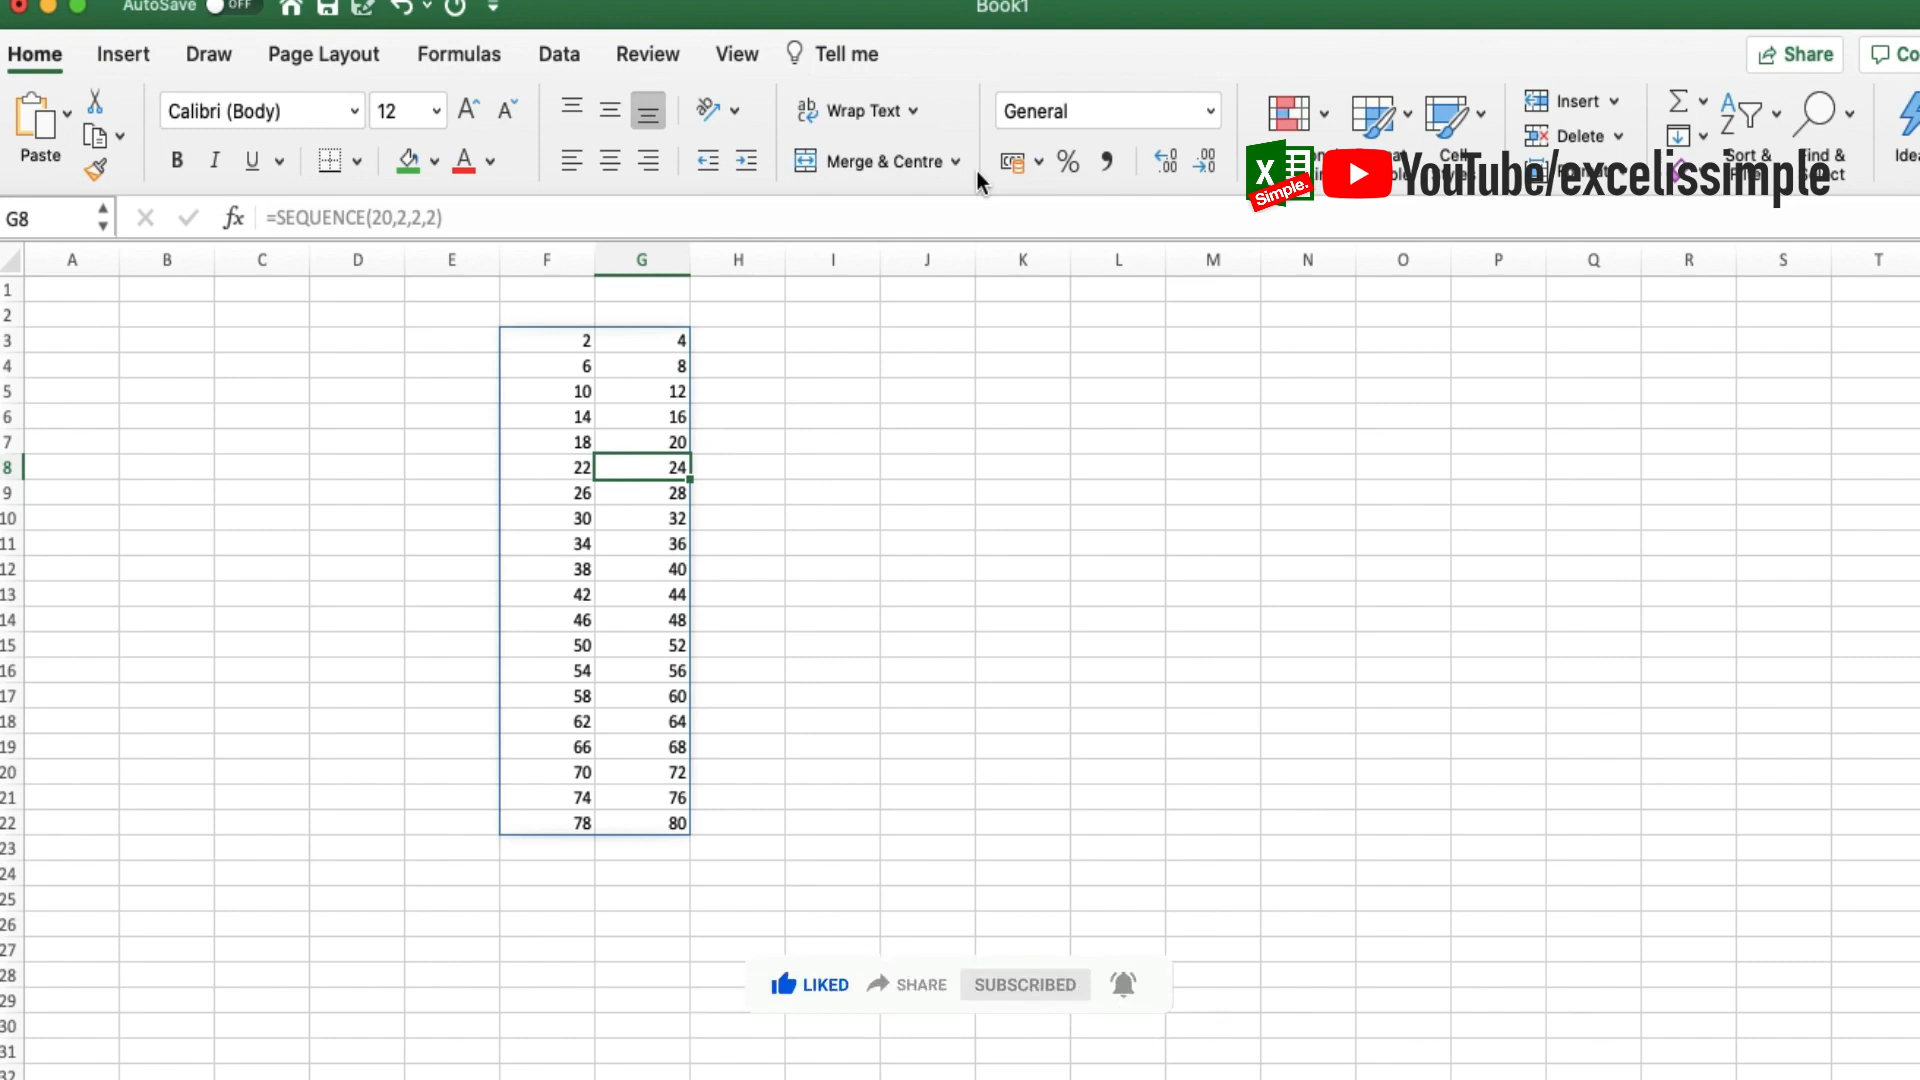 AutoSave OFF
Book1
Home Insert Draw Page Layout Formulas Data Review View Tell me
Share Co
Paste
Calibri (Body) 12
Wrap Text
General
Insert
Delete
B I U
Merge & Centre
%
Sort &
Find &
Idea
Simple.
YouTube/excelissimple
G8 fx =SEQUENCE(20,2,2,2)
A B C D E F G H I J K L M N O P Q R S T
1
2
3 2 4
4 6 8
5 10 12
6 14 16
7 18 20
8 22 24
9 26 28
10 30 32
11 34 36
12 38 40
13 42 44
14 46 48
15 50 52
16 54 56
17 58 60
18 62 64
19 66 68
20 70 72
21 74 76
22 78 80
23
24
25
26
27
28
LIKED SHARE SUBSCRIBED
29
30
31
32